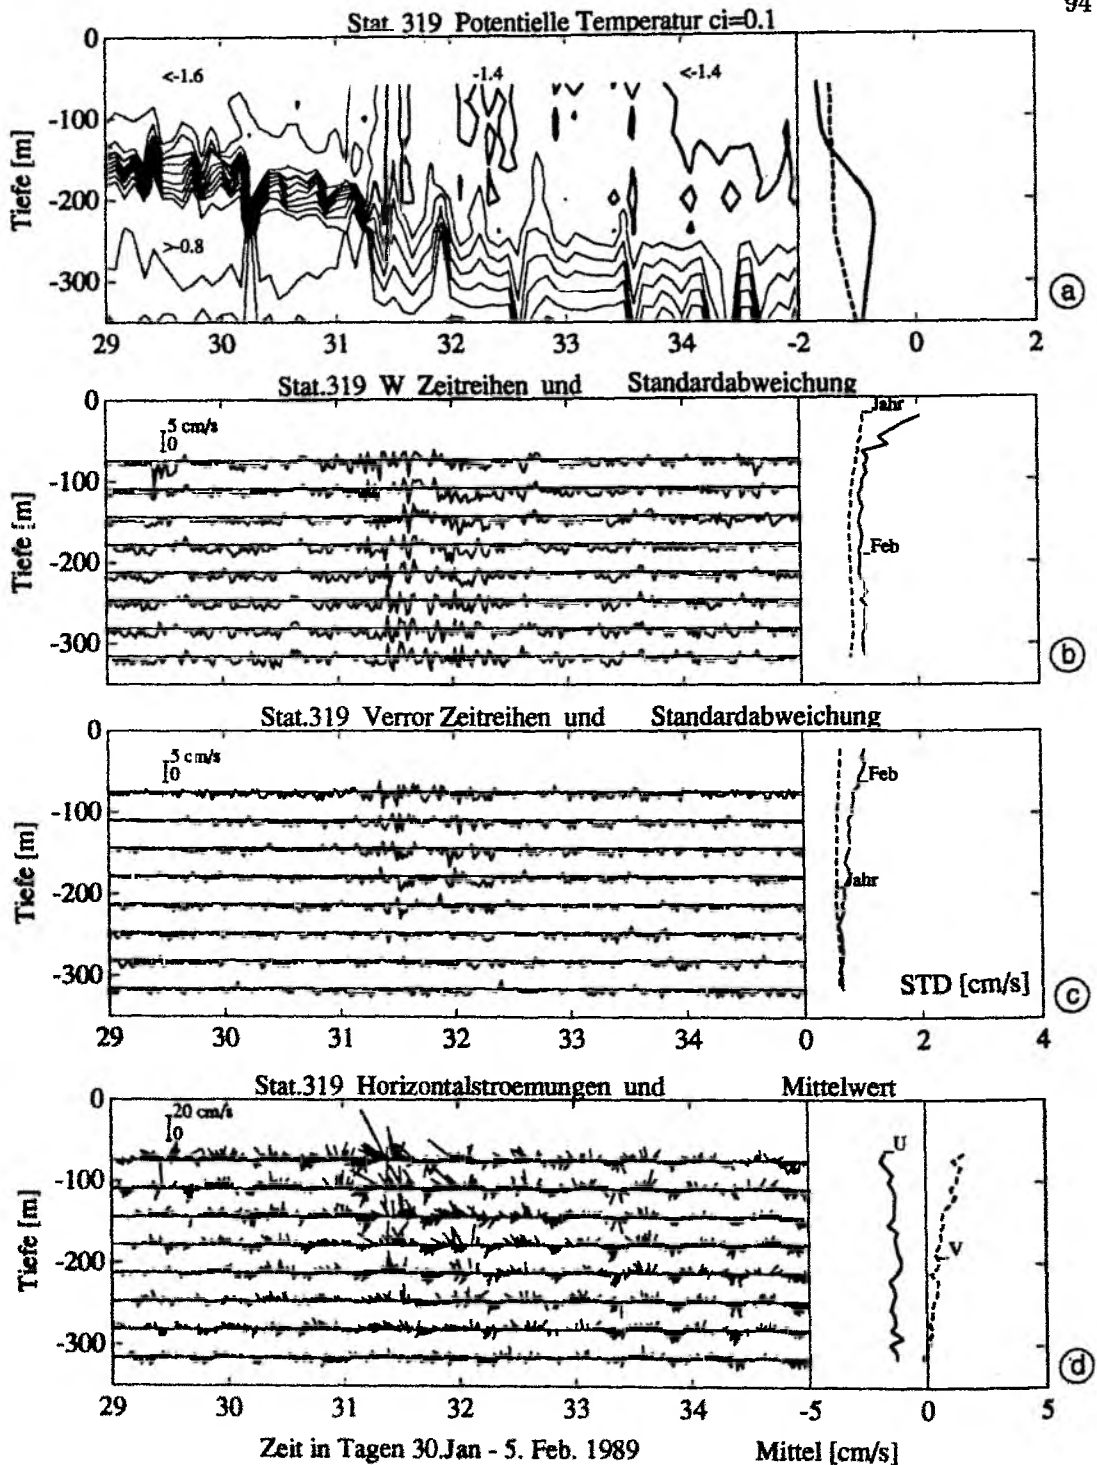 94
Stat. 319 Potentielle Temperatur ci=0.1
0
-100
-200
-300
Tiefe [m]
<-1.6
-1.4
<-1.4
>-0.8
29 30 31 32 33 34 -2 0 2
a
Stat.319 W Zeitreihen und Standardabweichung
0
-100
-200
-300
Tiefe [m]
5 cm/s
0
Jahr
Feb
b
Stat.319 Verror Zeitreihen und Standardabweichung
0
-100
-200
-300
Tiefe [m]
5 cm/s
0
Feb
Jahr
STD [cm/s]
c
29 30 31 32 33 34 0 2 4
Stat.319 Horizontalstroemungen und Mittelwert
0
-100
-200
-300
Tiefe [m]
20 cm/s
0
U
V
d
29 30 31 32 33 34 -5 0 5
Zeit in Tagen 30.Jan - 5. Feb. 1989 Mittel [cm/s]